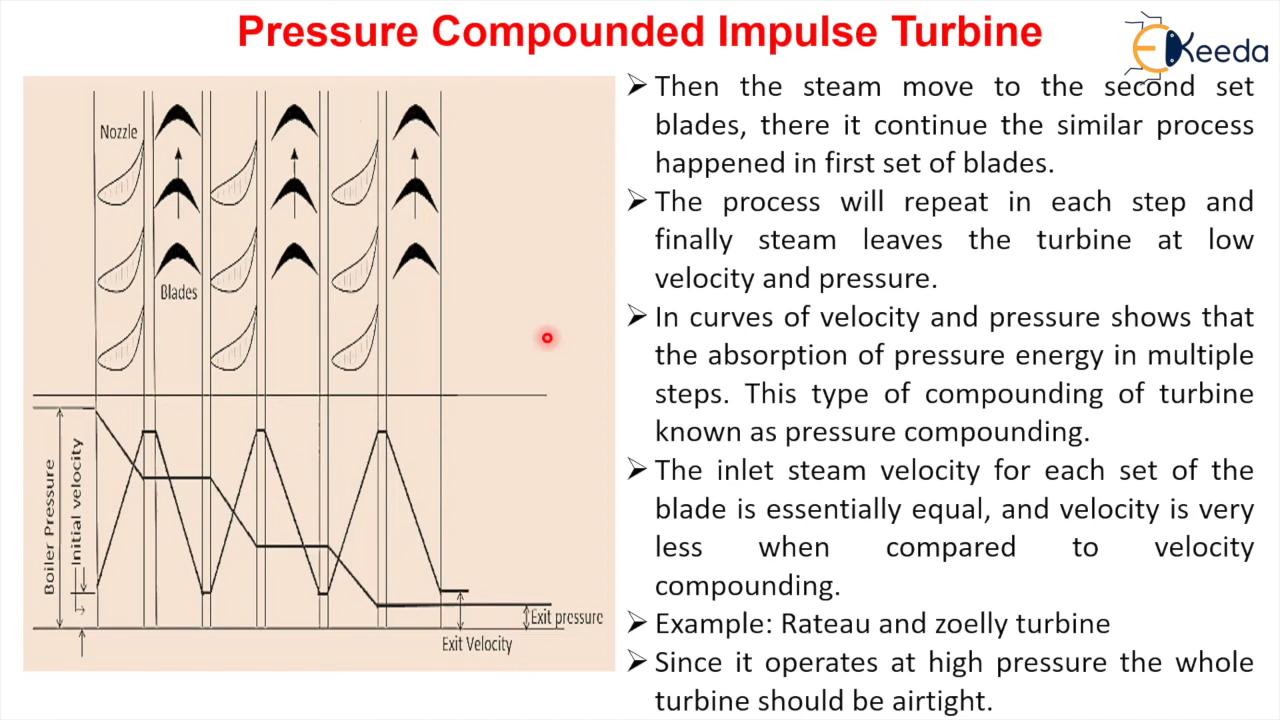 Pressure Compounded Impulse Turbine
EKeeda
Nozzle
Blades
Boiler Pressure
Initial velocity
Exit pressure
Exit Velocity
Then the steam move to the second set
blades, there it continue the similar process
happened in first set of blades.
The process will repeat in each step and
finally steam leaves the turbine at low
velocity and pressure.
In curves of velocity and pressure shows that
the absorption of pressure energy in multiple
steps. This type of compounding of turbine
known as pressure compounding.
The inlet steam velocity for each set of the
blade is essentially equal, and velocity is very
less when compared to velocity
compounding.
Example: Rateau and zoelly turbine
Since it operates at high pressure the whole
turbine should be airtight.